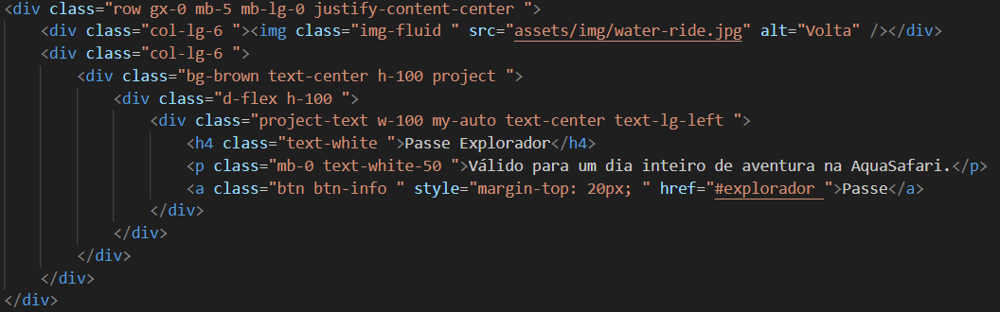 <div class="row gx-0 mb-5 mb-lg-0 justify-content-center ">
    <div class="col-lg-6 "><img class="img-fluid " src="assets/img/water-ride.jpg" alt="Volta" /></div>
    <div class="col-lg-6 ">
        <div class="bg-brown text-center h-100 project ">
            <div class="d-flex h-100 ">
                <div class="project-text w-100 my-auto text-center text-lg-left ">
                    <h4 class="text-white ">Passe Explorador</h4>
                    <p class="mb-0 text-white-50 ">Válido para um dia inteiro de aventura na AquaSafari.</p>
                    <a class="btn btn-info " style="margin-top: 20px; " href="#explorador ">Passe</a>
                </div>
            </div>
        </div>
    </div>
</div>